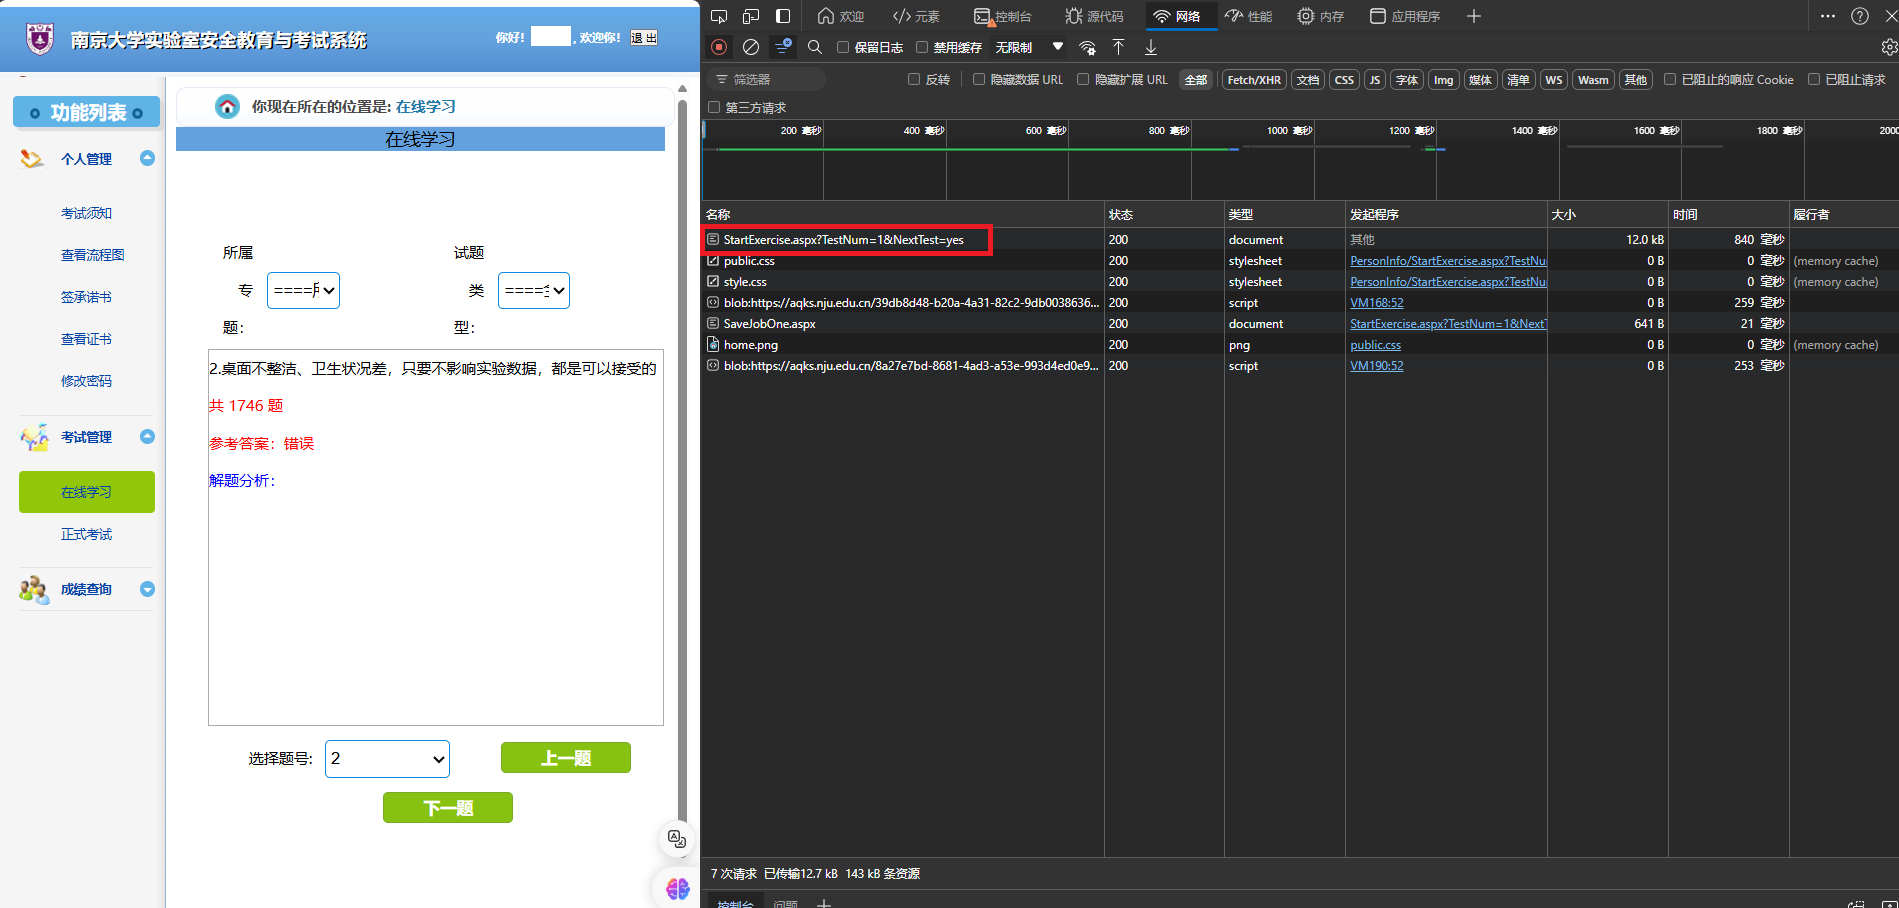 南京大学实验室安全教育与考试系统
你好! , 欢迎你! 退 出
功能列表
个人管理
考试须知
查看流程图
签承诺书
查看证书
修改密码
考试管理
在线学习
正式考试
成绩查询
你现在所在的位置是: 在线学习
在线学习
所属
专
题:
试题
类
型:
2.桌面不整洁、卫生状况差，只要不影响实验数据，都是可以接受的
共 1746 题
参考答案：错误
解题分析：
选择题号: 2
上一题
下一题
欢迎 元素 控制台 源代码 网络 性能 内存 应用程序
保留日志 禁用缓存 无限制
筛选器 反转 隐藏数据 URL 隐藏扩展 URL 全部 Fetch/XHR 文档 CSS JS 字体 Img 媒体 清单 WS Wasm 其他 已阻止的响应 Cookie 已阻止请求
第三方请求
200 毫秒 400 毫秒 600 毫秒 800 毫秒 1000 毫秒 1200 毫秒 1400 毫秒 1600 毫秒 1800 毫秒 2000
名称 状态 类型 发起程序 大小 时间 履行者
StartExercise.aspx?TestNum=1&NextTest=yes 200 document 其他 12.0 kB 840 毫秒
public.css 200 stylesheet PersonInfo/StartExercise.aspx?TestNu 0 B 0 毫秒 (memory cache)
style.css 200 stylesheet PersonInfo/StartExercise.aspx?TestNu 0 B 0 毫秒 (memory cache)
blob:https://aqks.nju.edu.cn/39db8d48-b20a-4a31-82c2-9db0038636... 200 script VM168:52 0 B 259 毫秒
SaveJobOne.aspx 200 document StartExercise.aspx?TestNum=1&NextT 641 B 21 毫秒
home.png 200 png public.css 0 B 0 毫秒 (memory cache)
blob:https://aqks.nju.edu.cn/8a27e7bd-8681-4ad3-a53e-993d4ed0e9... 200 script VM190:52 0 B 253 毫秒
7 次请求 已传输12.7 kB 143 kB 条资源
控制台 问题